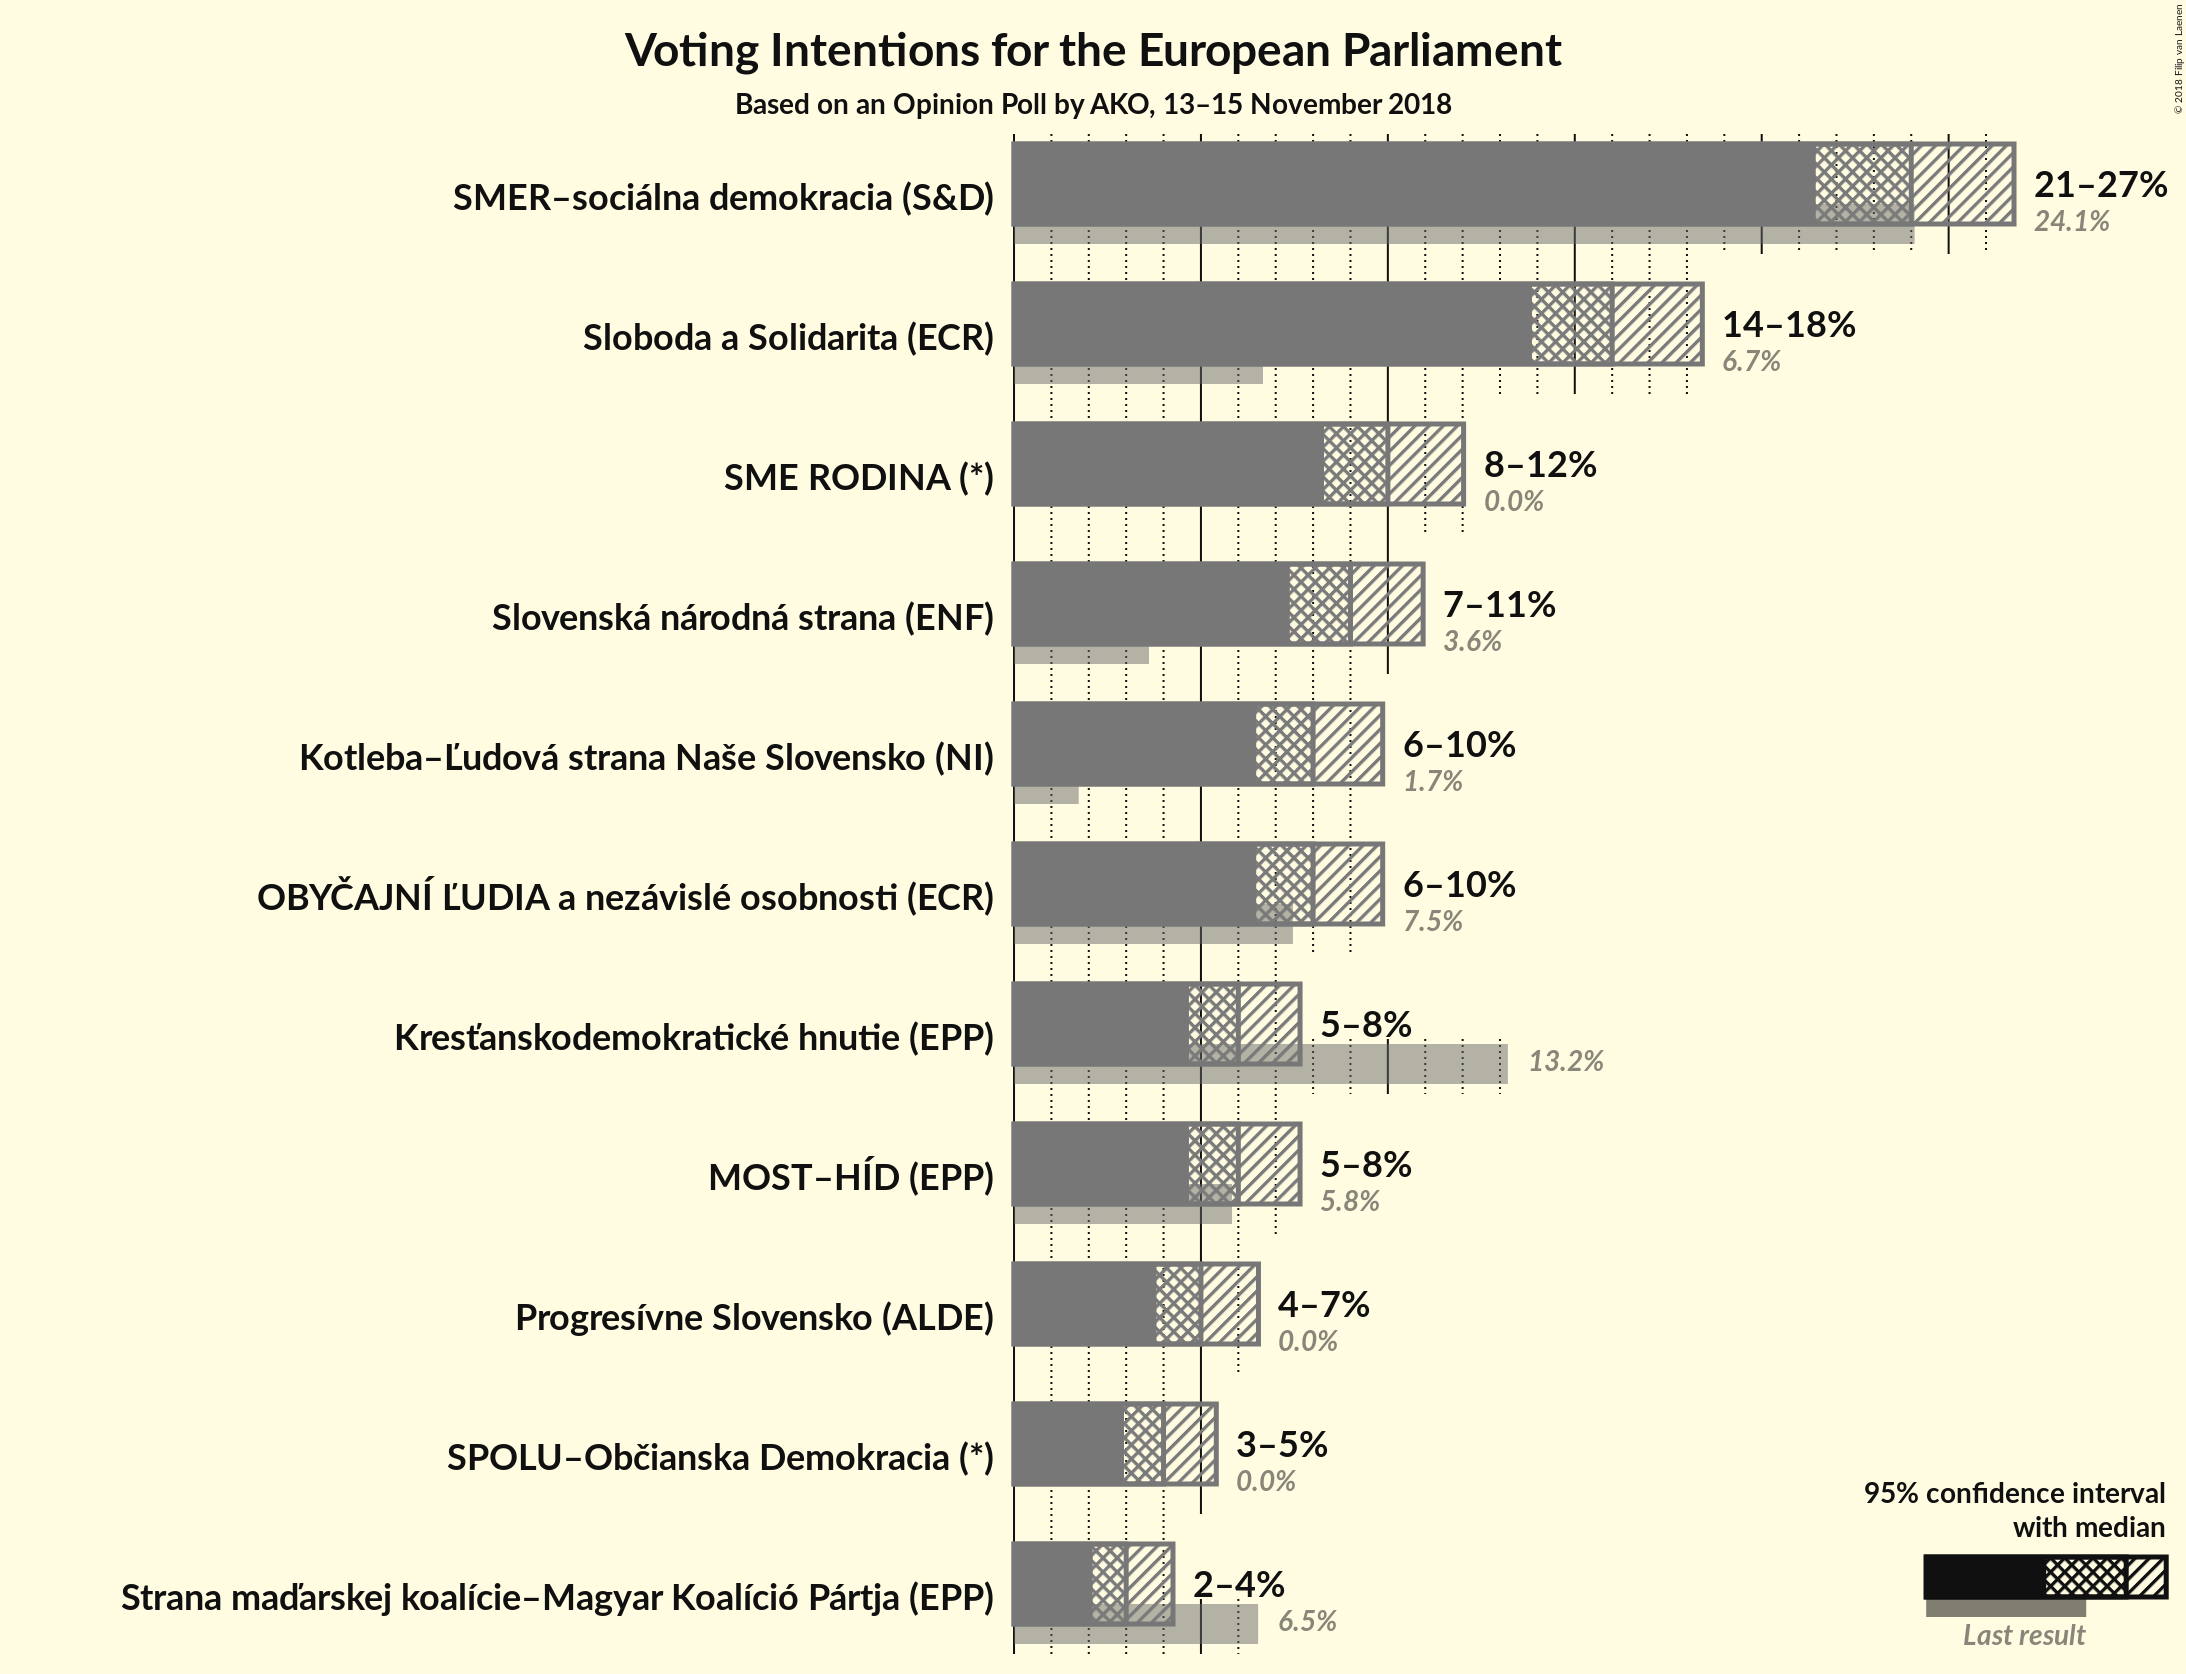 Voting Intentions for the European Parliament
Based on an Opinion Poll by AKO, 13–15 November 2018
© 2018 Filip van Laenen
SMER–sociálna demokracia (S&D)
21–27%
24.1%
Sloboda a Solidarita (ECR)
14–18%
6.7%
SME RODINA (*)
8–12%
0.0%
Slovenská národná strana (ENF)
7–11%
3.6%
Kotleba–Ľudová strana Naše Slovensko (NI)
6–10%
1.7%
OBYČAJNÍ ĽUDIA a nezávislé osobnosti (ECR)
6–10%
7.5%
Kresťanskodemokratické hnutie (EPP)
5–8%
13.2%
MOST–HÍD (EPP)
5–8%
5.8%
Progresívne Slovensko (ALDE)
4–7%
0.0%
SPOLU–Občianska Demokracia (*)
3–5%
0.0%
Strana maďarskej koalície–Magyar Koalíció Pártja (EPP)
2–4%
6.5%
95% confidence interval
with median
Last result